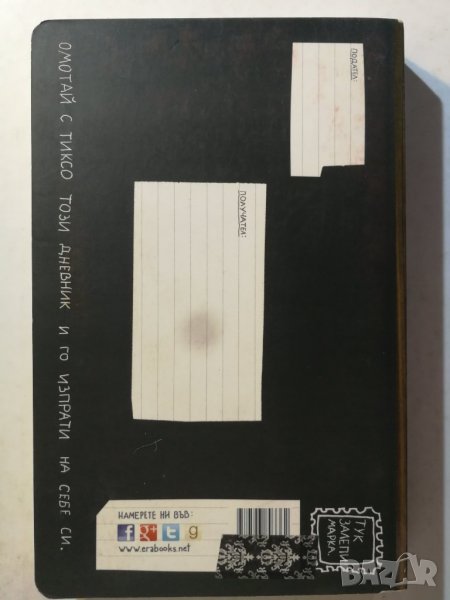 ПОДАТЕЛ:
ПОЛУЧАТЕЛ:
ОМОТАЙ С ТИКСО ТОЗИ ДНЕВНИК И ГО ИЗПРАТИ НА СЕБЕ СИ.
ТУК
ЗАЛЕПИ
МАРКА
НАМЕРЕТЕ НИ ВЪВ:
f g+ t g
www.erabooks.net
BAZAR